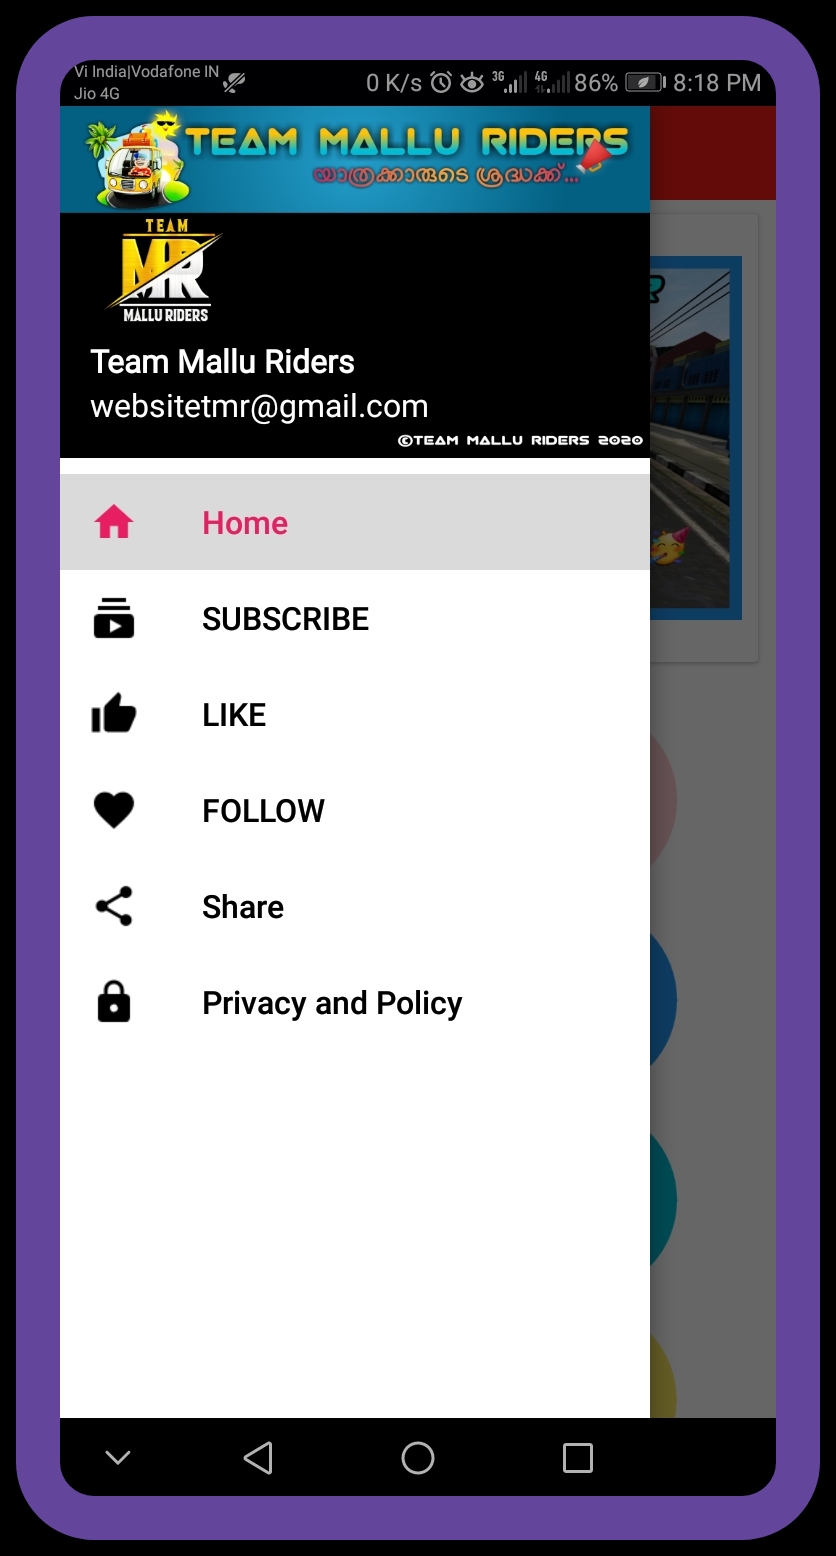 Vi India|Vodafone IN
Jio 4G
0 K/s 3G 4G 86% 8:18 PM
TEAM MALLU RIDERS
യാത്രക്കാരുടെ ശ്രദ്ധക്ക്...
TEAM
MR
MALLU RIDERS
Team Mallu Riders
websitetmr@gmail.com
©TEAM MALLU RIDERS 2020
Home
SUBSCRIBE
LIKE
FOLLOW
Share
Privacy and Policy